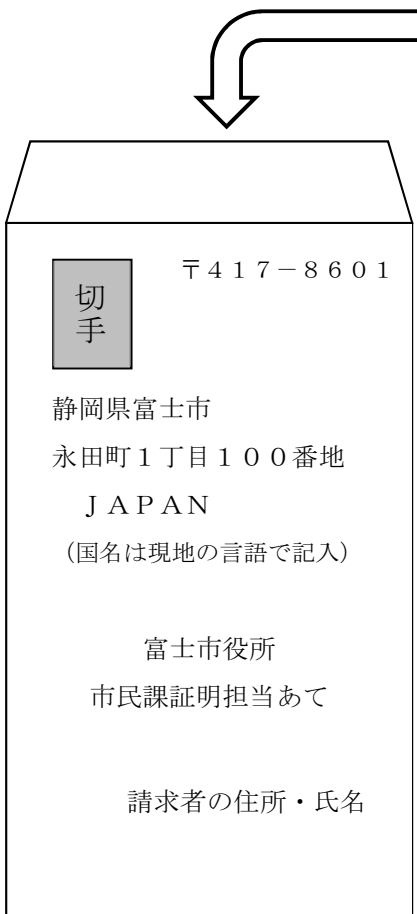 〒４１７－８６０１
切手
静岡県富士市
永田町１丁目１００番地
ＪＡＰＡＮ
（国名は現地の言語で記入）
富士市役所
市民課証明担当あて
請求者の住所・氏名